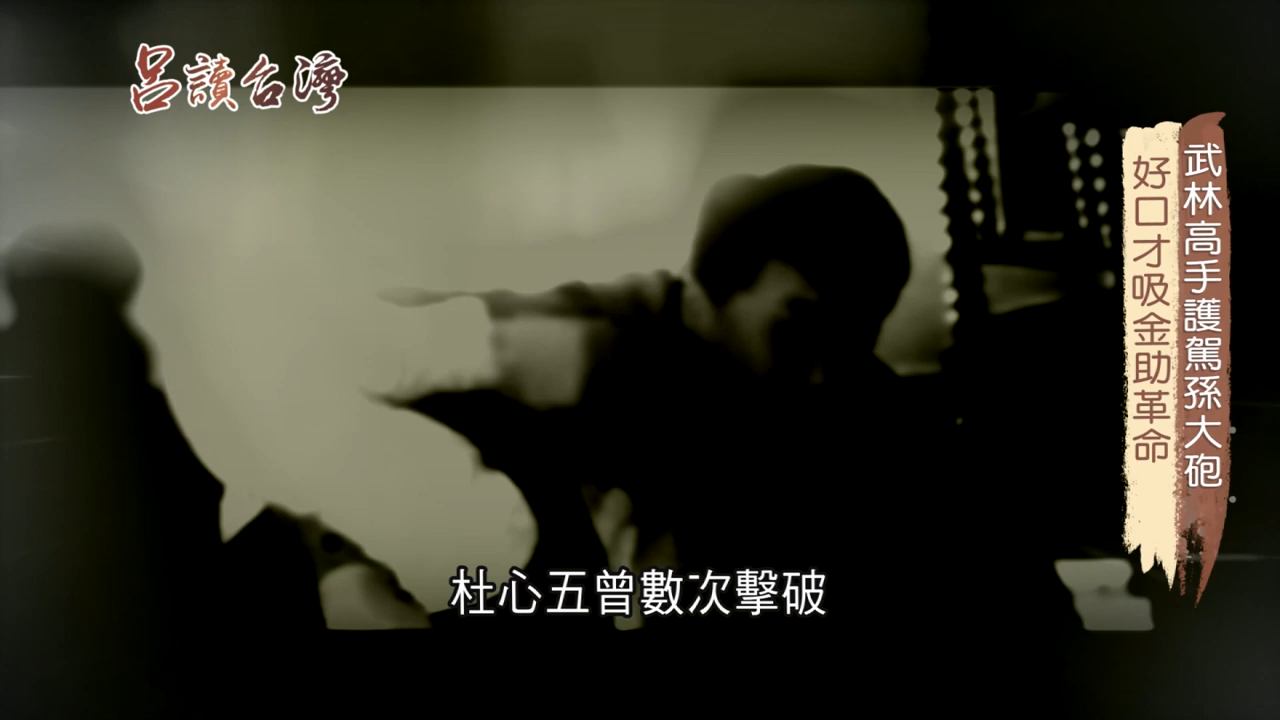 呂讀台灣
武林高手護駕孫大砲
好口才吸金助革命
杜心五曾數次擊破